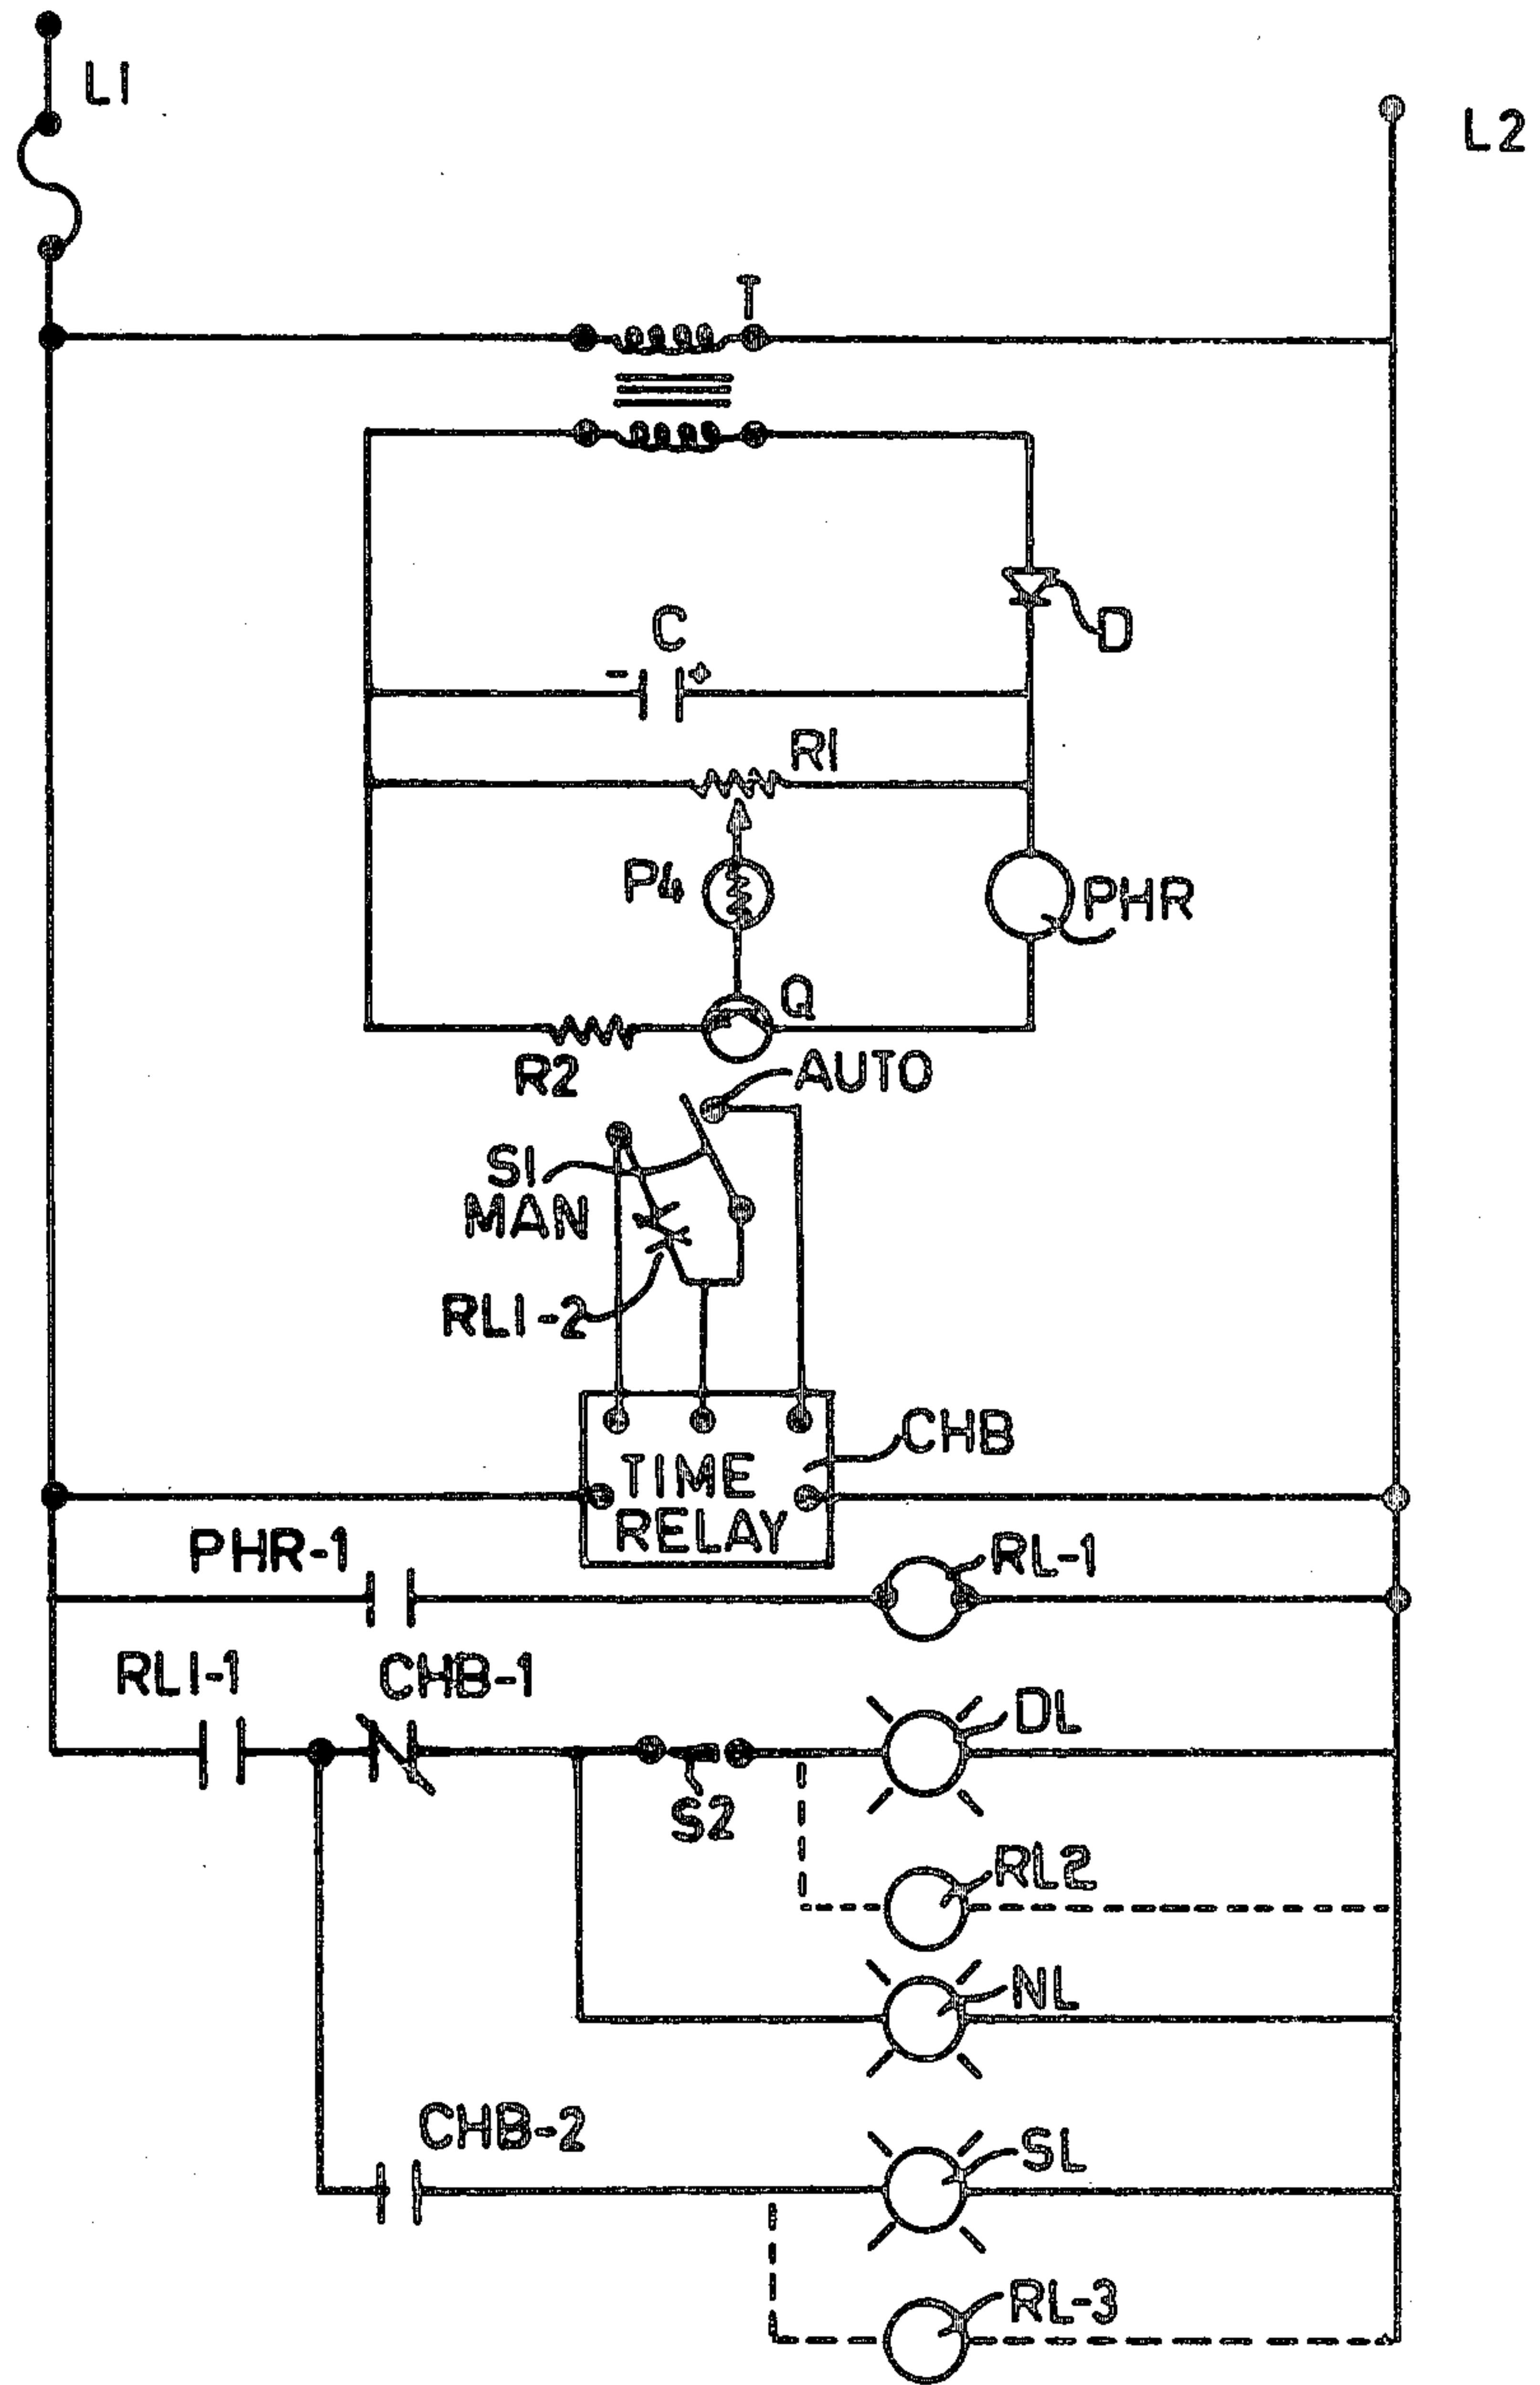 L1
L2
T
C
D
- +
R1
P4
PHR
Q
R2
AUTO
S1
MAN
RL1-2
CHB
TIME
RELAY
PHR-1
RL-1
RL1-1
CHB-1
DL
S2
RL2
NL
CHB-2
SL
RL-3